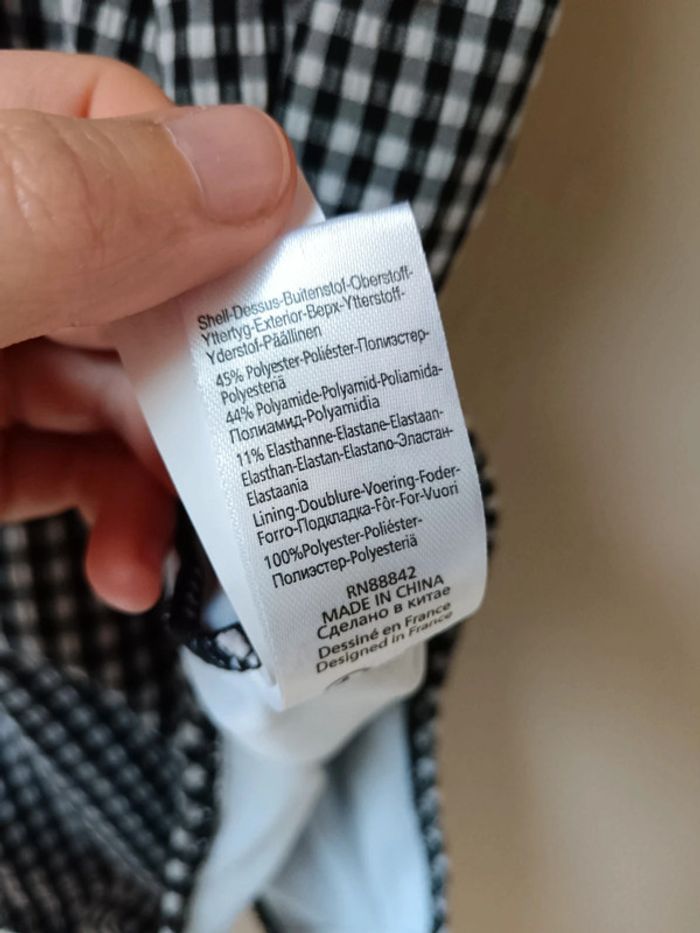 Shell-Dessus-Buitenstof-Oberstoff-
Yttertyg-Exterior-Верх-Ytterstoff-
Yderstof-Päällinen
45% Polyester-Poliéster-Полиэстер-
Polyesteriä
44% Polyamide-Polyamid-Poliamida-
Полиамид-Polyamidia
11% Elasthanne-Elastane-Elastaan-
Elasthan-Elastan-Elastano-Эластан-
Elastaania
Lining-Doublure-Voering-Foder-
Forro-Подкладка-Fôr-For-Vuori
100%Polyester-Poliéster-
Полиэстер-Polyesteriä
RN88842
MADE IN CHINA
Сделано в китае
Dessiné en France
Designed in France